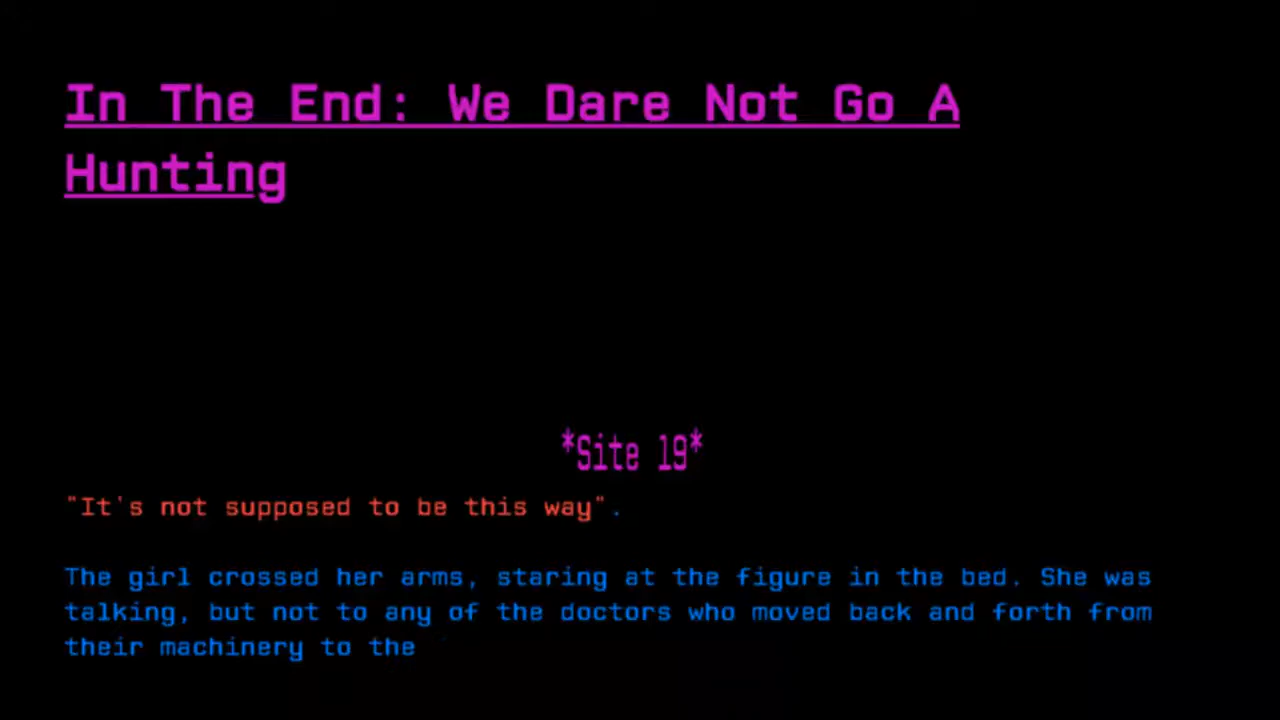 In The End: We Dare Not Go A
Hunting
*Site 19*
"It's not supposed to be this way".
The girl crossed her arms, staring at the figure in the bed. She was
talking, but not to any of the doctors who moved back and forth from
their machinery to the